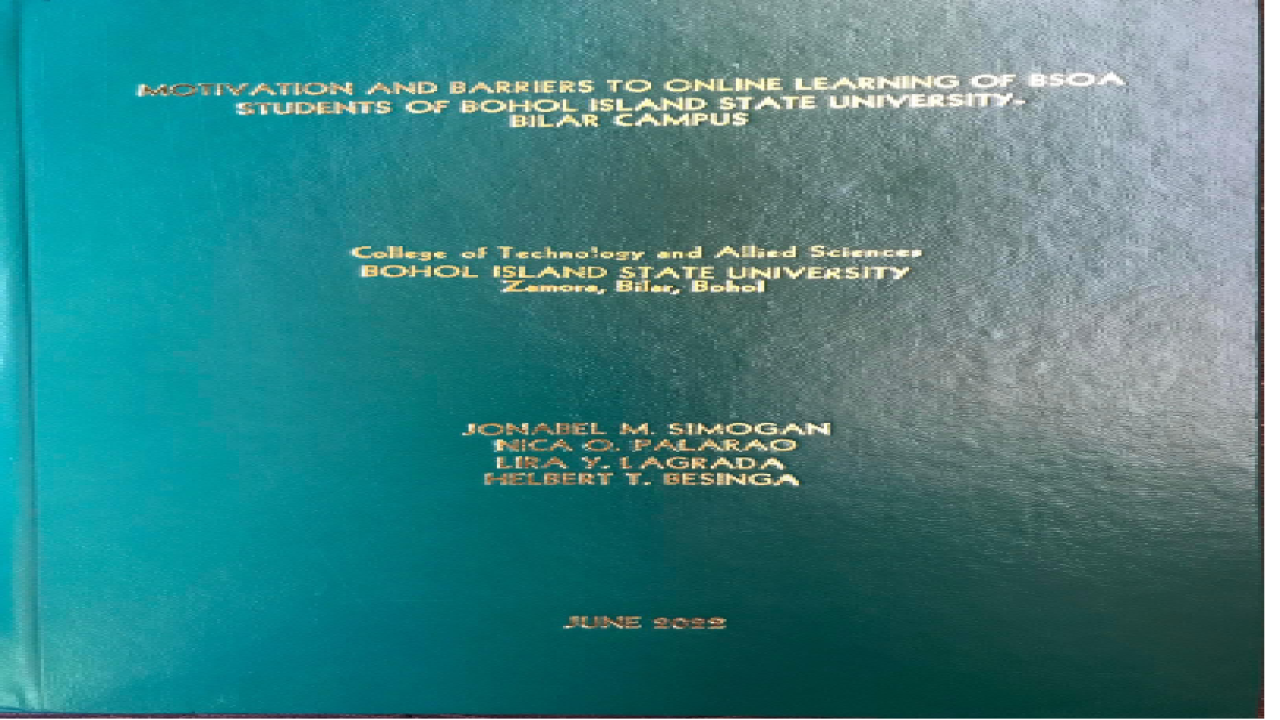 MOTIVATION AND BARRIERS TO ONLINE LEARNING OF BSOA
STUDENTS OF BOHOL ISLAND STATE UNIVERSITY-
BILAR CAMPUS
College of Technology and Allied Sciences
BOHOL ISLAND STATE UNIVERSITY
Zamora, Bilar, Bohol
JONABEL M. SIMOGAN
NICA O. PALARAO
LIRA Y. LAGRADA
HELBERT T. BESINGA
JUNE 2022